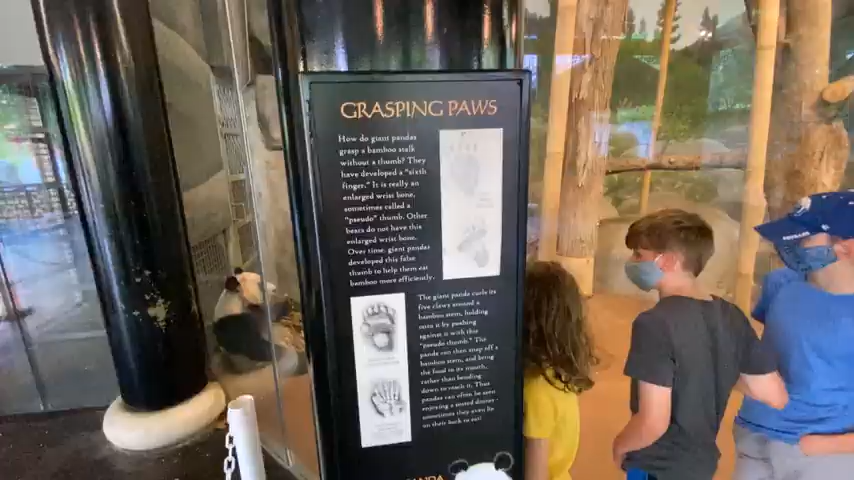 GRASPING PAWS
How do giant pandas
grasp a bamboo stalk
without a thumb? They
have developed a "sixth
finger." It is really an
enlarged wrist bone,
sometimes called a
"pseudo" thumb. Other
bears do not have this
enlarged wrist bone.
Over time, giant pandas
developed this false
thumb to help them eat
bamboo more efficiently.
The giant panda curls its
five claws around a
bamboo stem, holding
onto it by pushing
against it with this
"pseudo thumb." The
panda can then snap off a
bamboo stem, and bring
the food to its mouth,
rather than bending
down to reach it. Thus
pandas can often be seen
enjoying a seated dinner -
sometimes they even lie
on their back to eat!